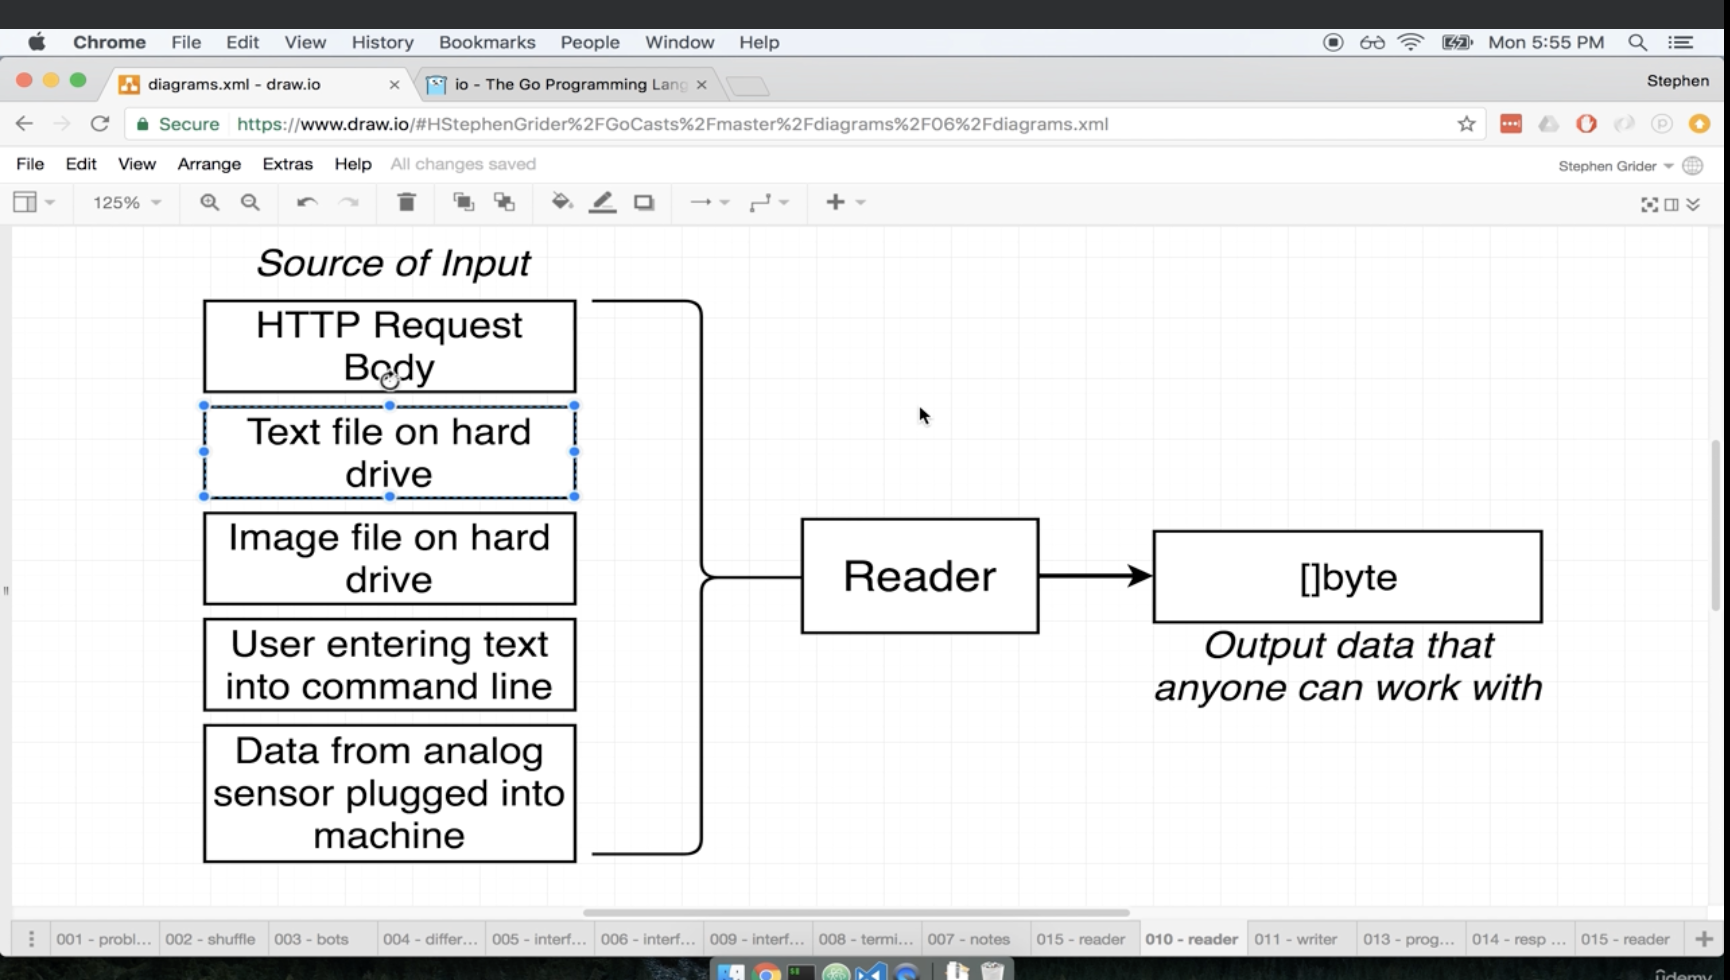 Chrome File Edit View History Bookmarks People Window Help Mon 5:55 PM
diagrams.xml - draw.io io - The Go Programming Lang Stephen
Secure https://www.draw.io/#HStephenGrider%2FGoCasts%2Fmaster%2Fdiagrams%2F06%2Fdiagrams.xml
File Edit View Arrange Extras Help All changes saved Stephen Grider
125%
Source of Input
HTTP Request
Body
Text file on hard
drive
Image file on hard
drive
User entering text
into command line
Data from analog
sensor plugged into
machine
Reader
[]byte
Output data that
anyone can work with
001 - probl... 002 - shuffle 003 - bots 004 - differ... 005 - interf... 006 - interf... 009 - interf... 008 - termi... 007 - notes 015 - reader 010 - reader 011 - writer 013 - prog... 014 - resp ... 015 - reader